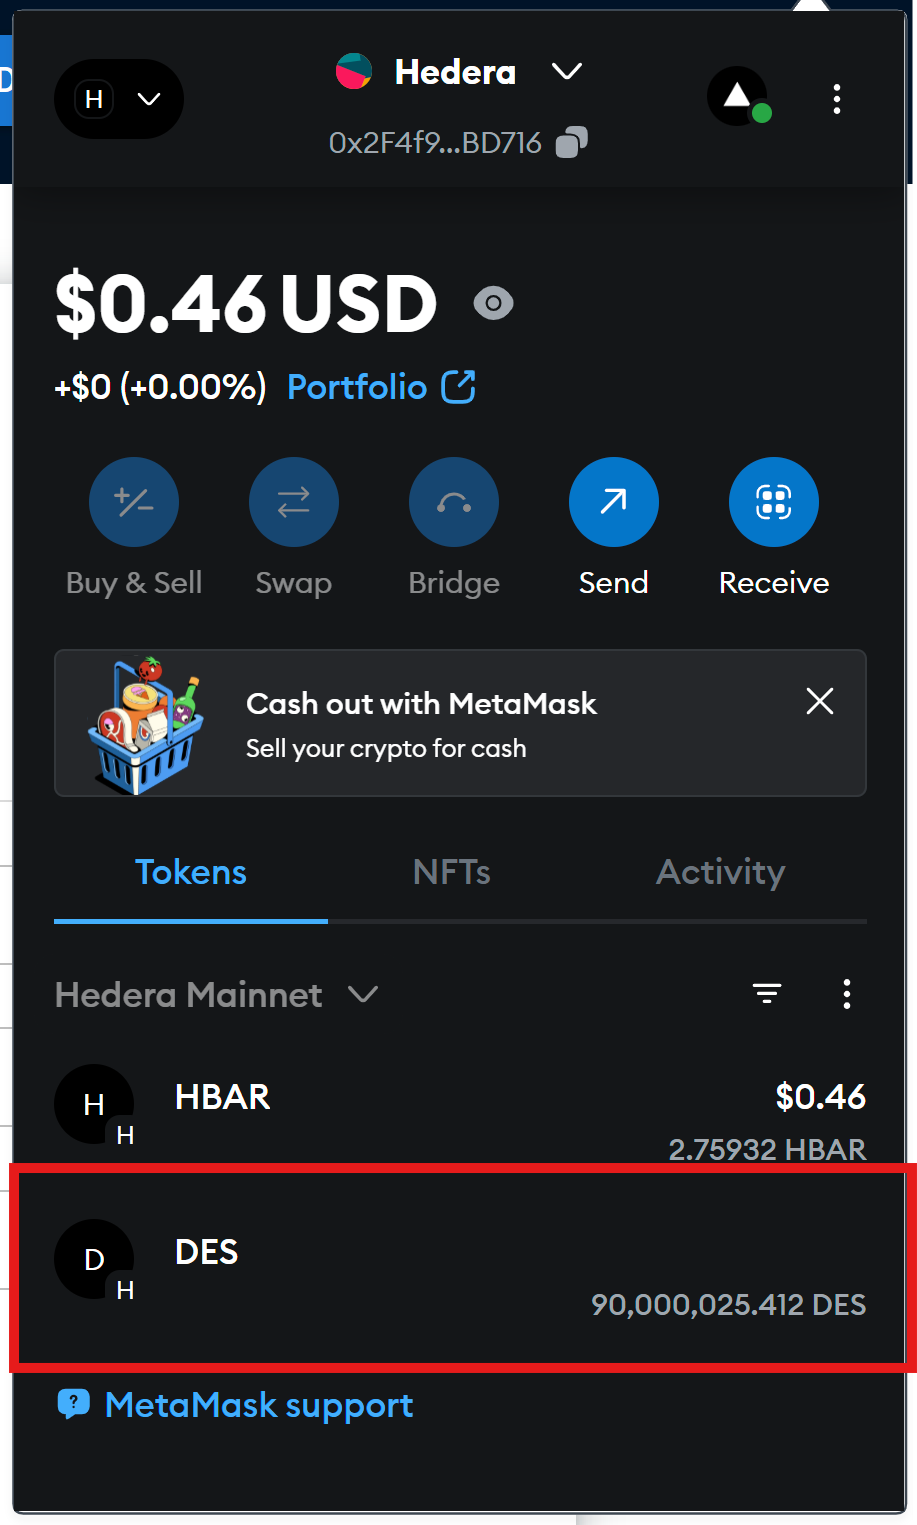 H
Hedera
0x2F4f9...BD716
$0.46 USD
+$0 (+0.00%) Portfolio
Buy & Sell
Swap
Bridge
Send
Receive
Cash out with MetaMask
Sell your crypto for cash
Tokens
NFTs
Activity
Hedera Mainnet
H
H
HBAR
$0.46
2.75932 HBAR
D
H
DES
90,000,025.412 DES
? MetaMask support